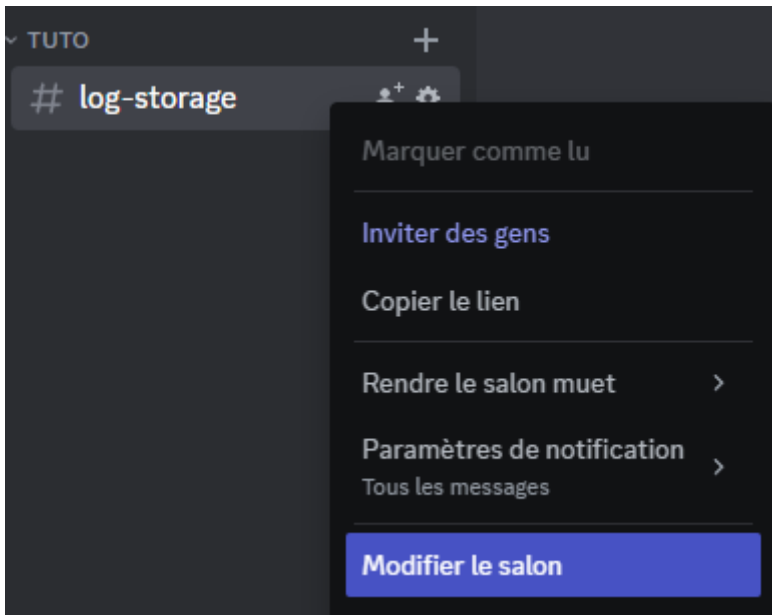 TUTO
# log-storage
Marquer comme lu
Inviter des gens
Copier le lien
Rendre le salon muet
Paramètres de notification
Tous les messages
Modifier le salon